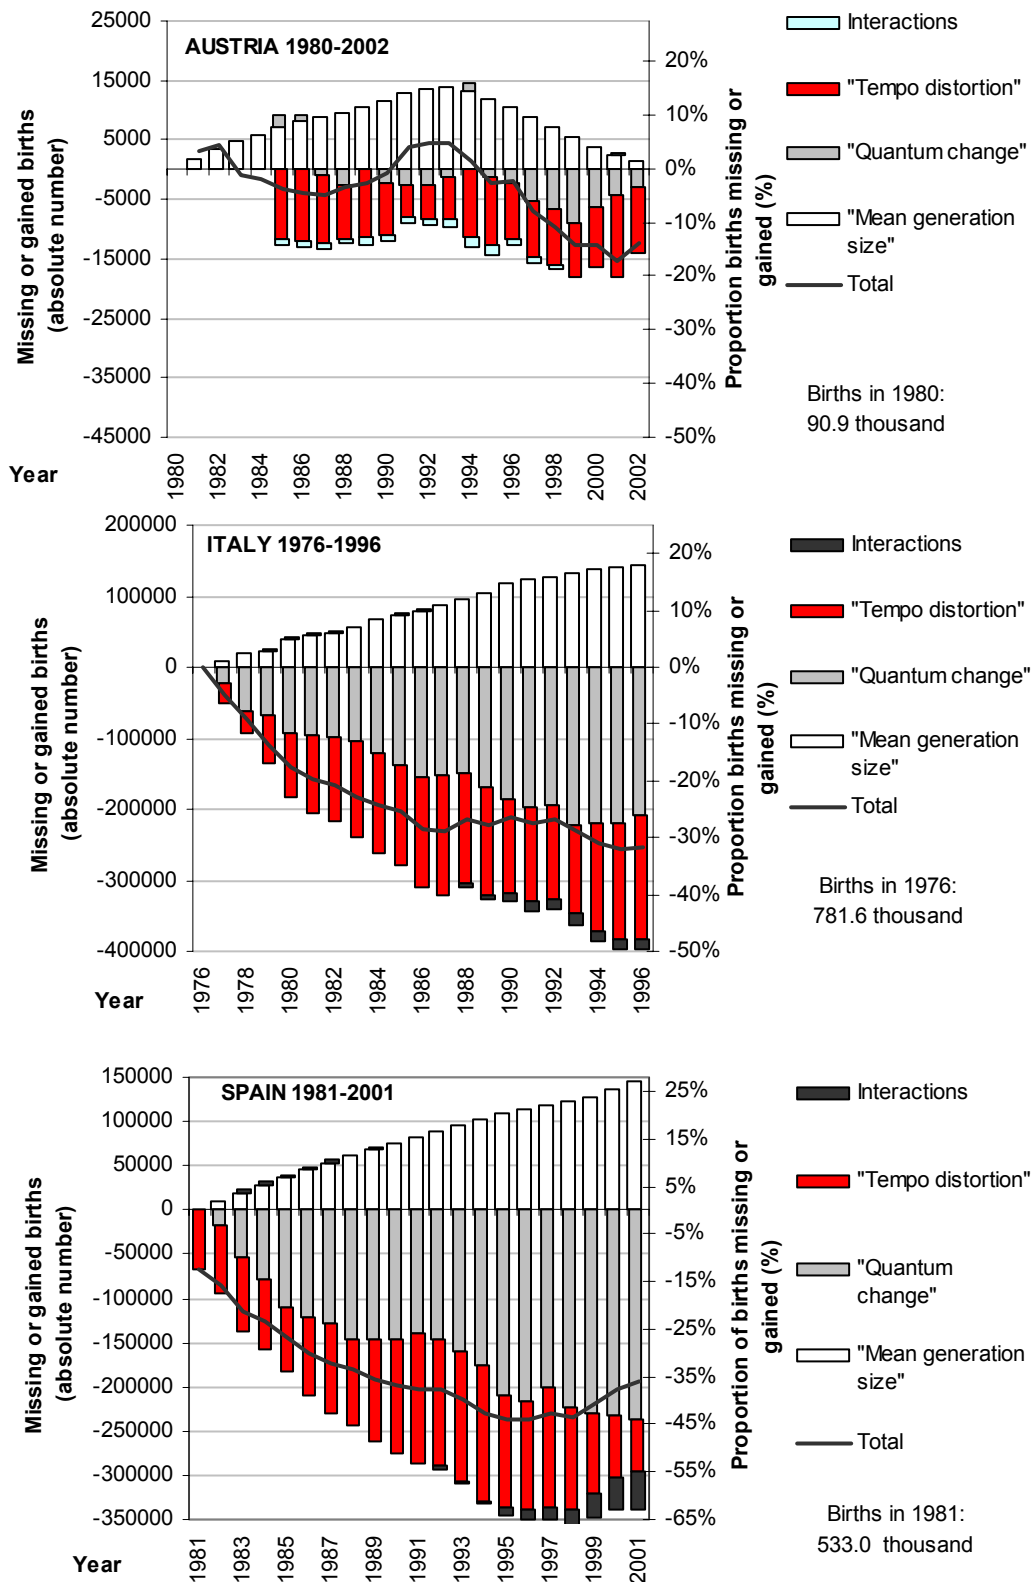 AUSTRIA 1980-2002
Missing or gained births
(absolute number)
25000
15000
5000
-5000
-15000
-25000
-35000
-45000
20%
10%
0%
-10%
-20%
-30%
-40%
-50%
Proportion births missing or
gained (%)
Year
1980
1982
1984
1986
1988
1990
1992
1994
1996
1998
2000
2002
Interactions
"Tempo distortion"
"Quantum change"
"Mean generation
size"
Total
Births in 1980:
90.9 thousand
ITALY 1976-1996
Missing or gained births
(absolute number)
200000
100000
0
-100000
-200000
-300000
-400000
20%
10%
0%
-10%
-20%
-30%
-40%
-50%
Proportion births missing or
gained (%)
Year
1976
1978
1980
1982
1984
1986
1988
1990
1992
1994
1996
Interactions
"Tempo distortion"
"Quantum change"
"Mean generation
size"
Total
Births in 1976:
781.6 thousand
SPAIN 1981-2001
Missing or gained births
(absolute number)
150000
100000
50000
0
-50000
-100000
-150000
-200000
-250000
-300000
-350000
25%
15%
5%
-5%
-15%
-25%
-35%
-45%
-55%
-65%
Proportion of births missing or
gained (%)
Year
1981
1983
1985
1987
1989
1991
1993
1995
1997
1999
2001
Interactions
"Tempo distortion"
"Quantum
change"
"Mean generation
size"
Total
Births in 1981:
533.0 thousand